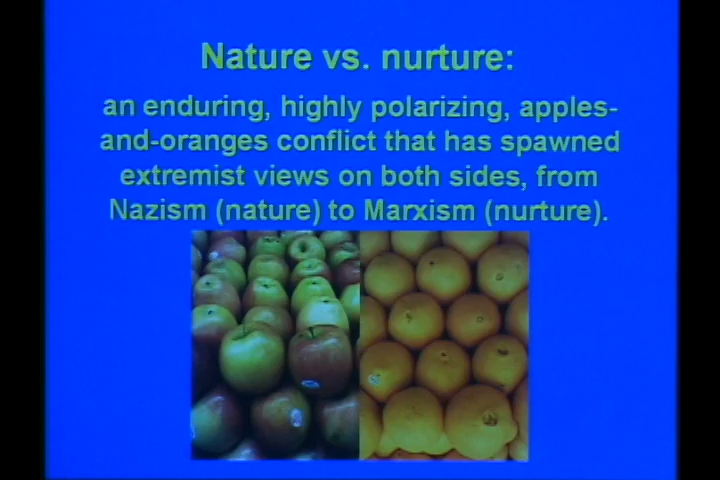 Nature vs. nurture:
an enduring, highly polarizing, apples-
and-oranges conflict that has spawned
extremist views on both sides, from
Nazism (nature) to Marxism (nurture).